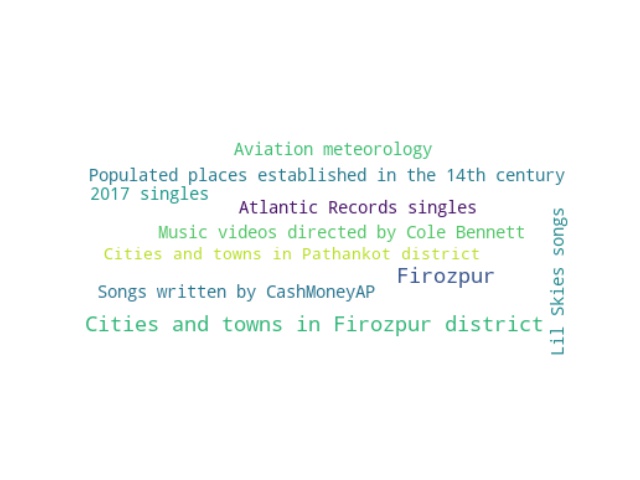 Aviation meteorology
Populated places established in the 14th century
2017 singles
Atlantic Records singles
Music videos directed by Cole Bennett
Cities and towns in Pathankot district
Firozpur
Songs written by CashMoneyAP
Cities and towns in Firozpur district
Lil Skies songs